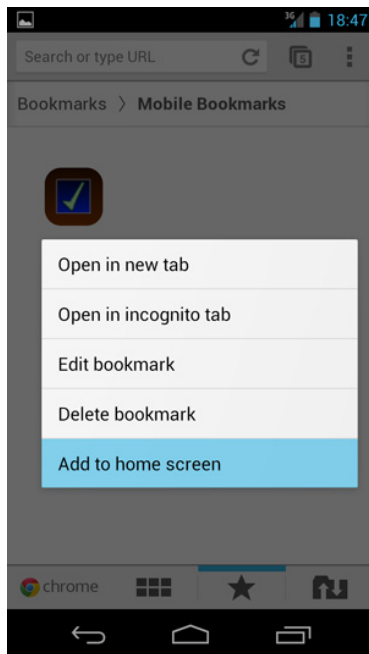 3G 18:47
Search or type URL 5
Bookmarks 〉 Mobile Bookmarks
Open in new tab
Open in incognito tab
Edit bookmark
Delete bookmark
Add to home screen
chrome